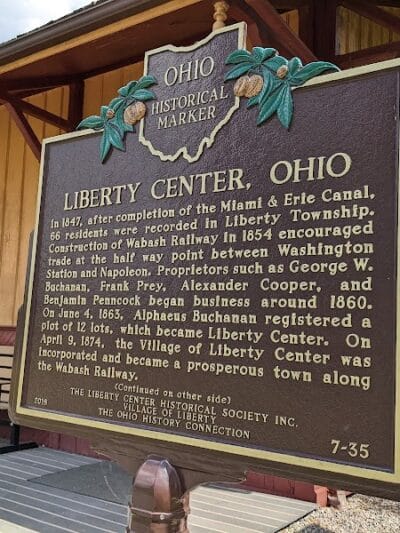 OHIO
HISTORICAL
MARKER
LIBERTY CENTER, OHIO
In 1847, after completion of the Miami & Erie Canal,
66 residents were recorded in Liberty Township.
Construction of Wabash Railway in 1854 encouraged
trade at the half way point between Washington
Station and Napoleon. Proprietors such as George W.
Buchanan, Frank Prey, Alexander Cooper, and
Benjamin Penncock began business around 1860.
On June 4, 1863, Alphaeus Buchanan registered a
plot of 12 lots, which became Liberty Center. On
April 9, 1874, the Village of Liberty Center was
incorporated and became a prosperous town along
the Wabash Railway.
(Continued on other side)
THE LIBERTY CENTER HISTORICAL SOCIETY INC.
VILLAGE OF LIBERTY
THE OHIO HISTORY CONNECTION
2019
7-35